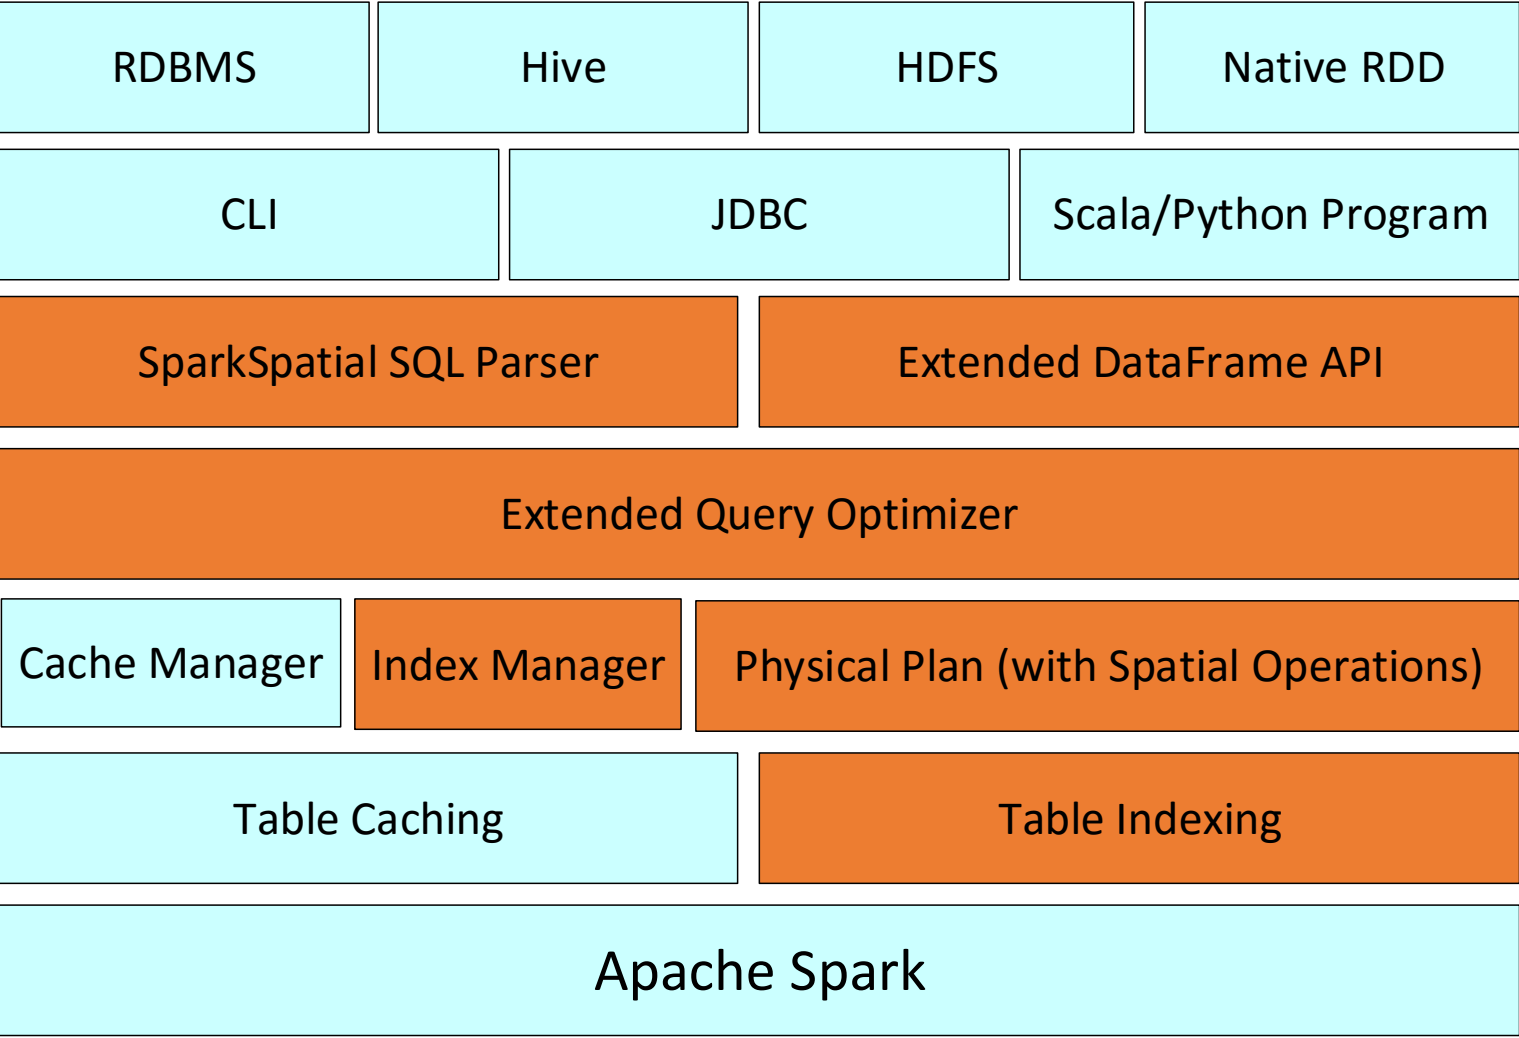 RDBMS
Hive
HDFS
Native RDD
CLI
JDBC
Scala/Python Program
SparkSpatial SQL Parser
Extended DataFrame API
Extended Query Optimizer
Cache Manager
Index Manager
Physical Plan (with Spatial Operations)
Table Caching
Table Indexing
Apache Spark